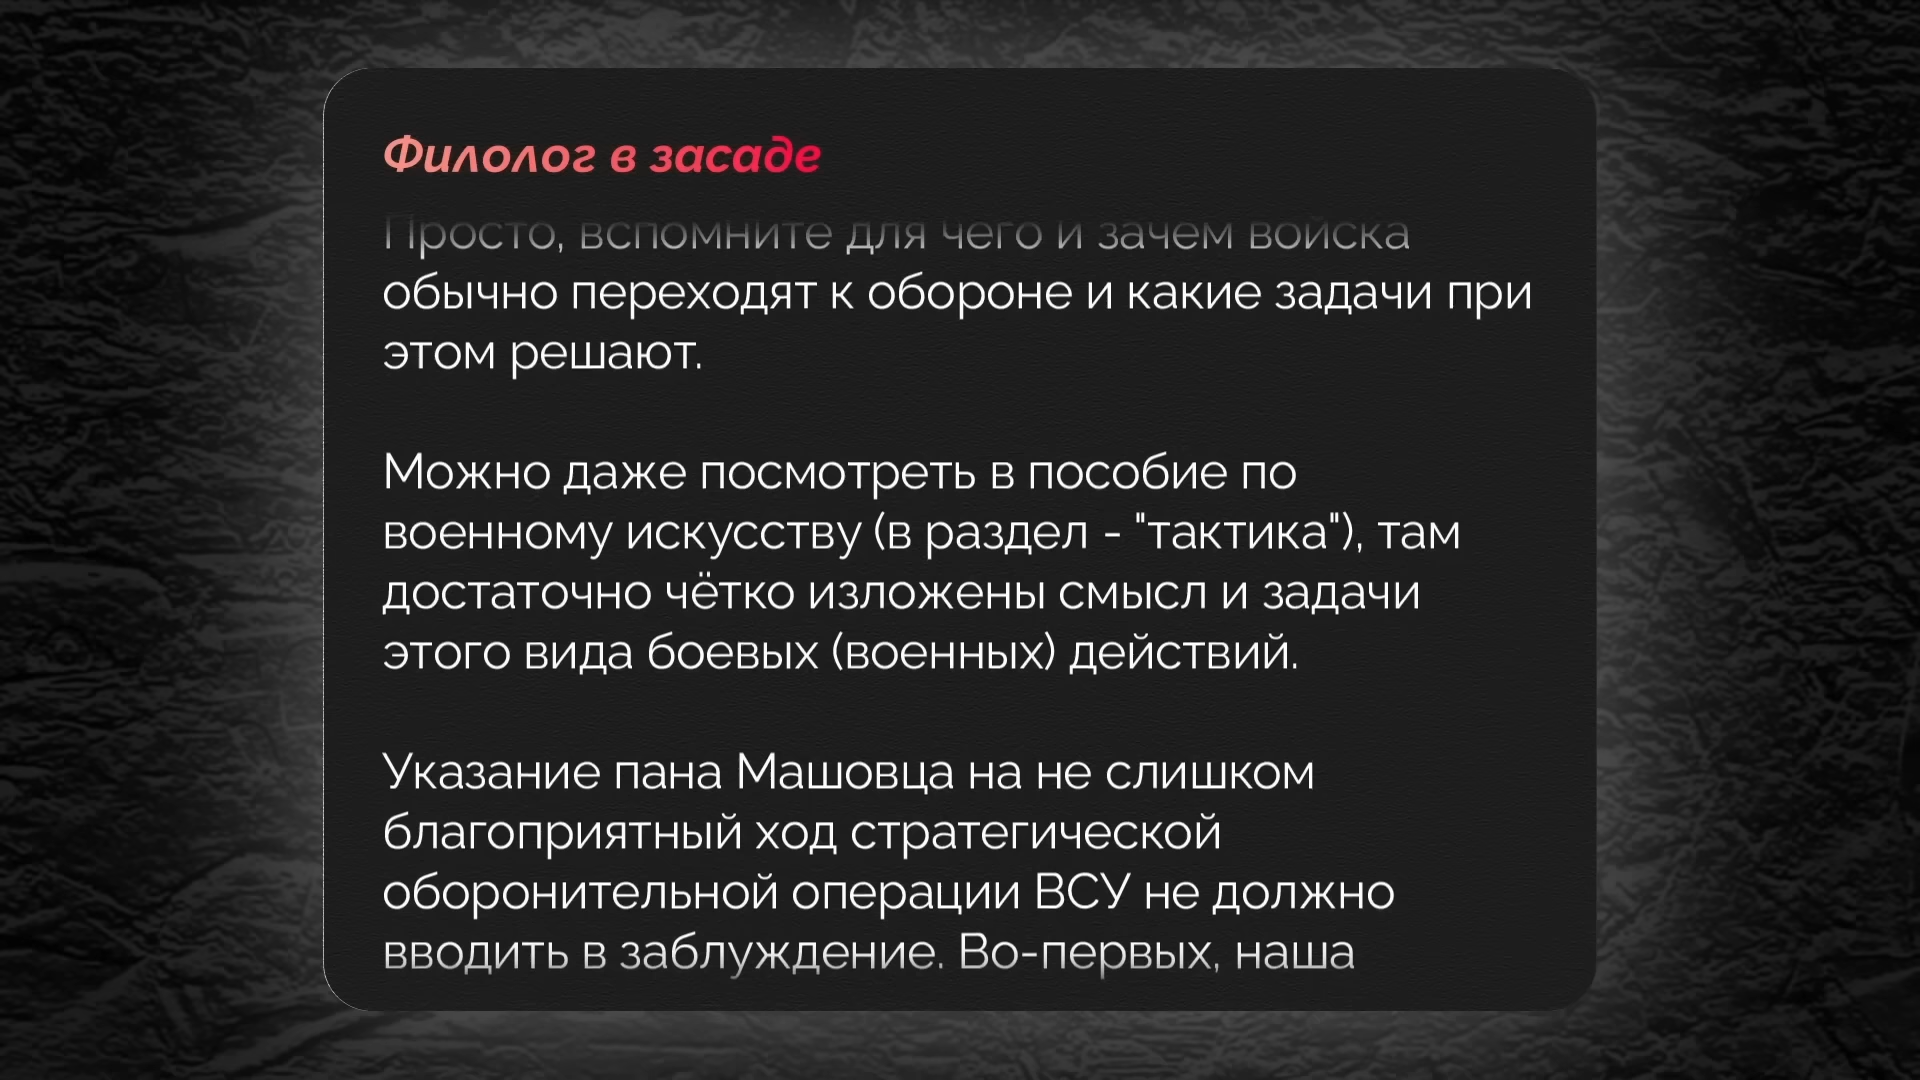 Филолог в засаде
Просто, вспомните для чего и зачем войска
обычно переходят к обороне и какие задачи при
этом решают.
Можно даже посмотреть в пособие по
военному искусству (в раздел - "тактика"), там
достаточно чётко изложены смысл и задачи
этого вида боевых (военных) действий.
Указание пана Машовца на не слишком
благоприятный ход стратегической
оборонительной операции ВСУ не должно
вводить в заблуждение. Во-первых, наша